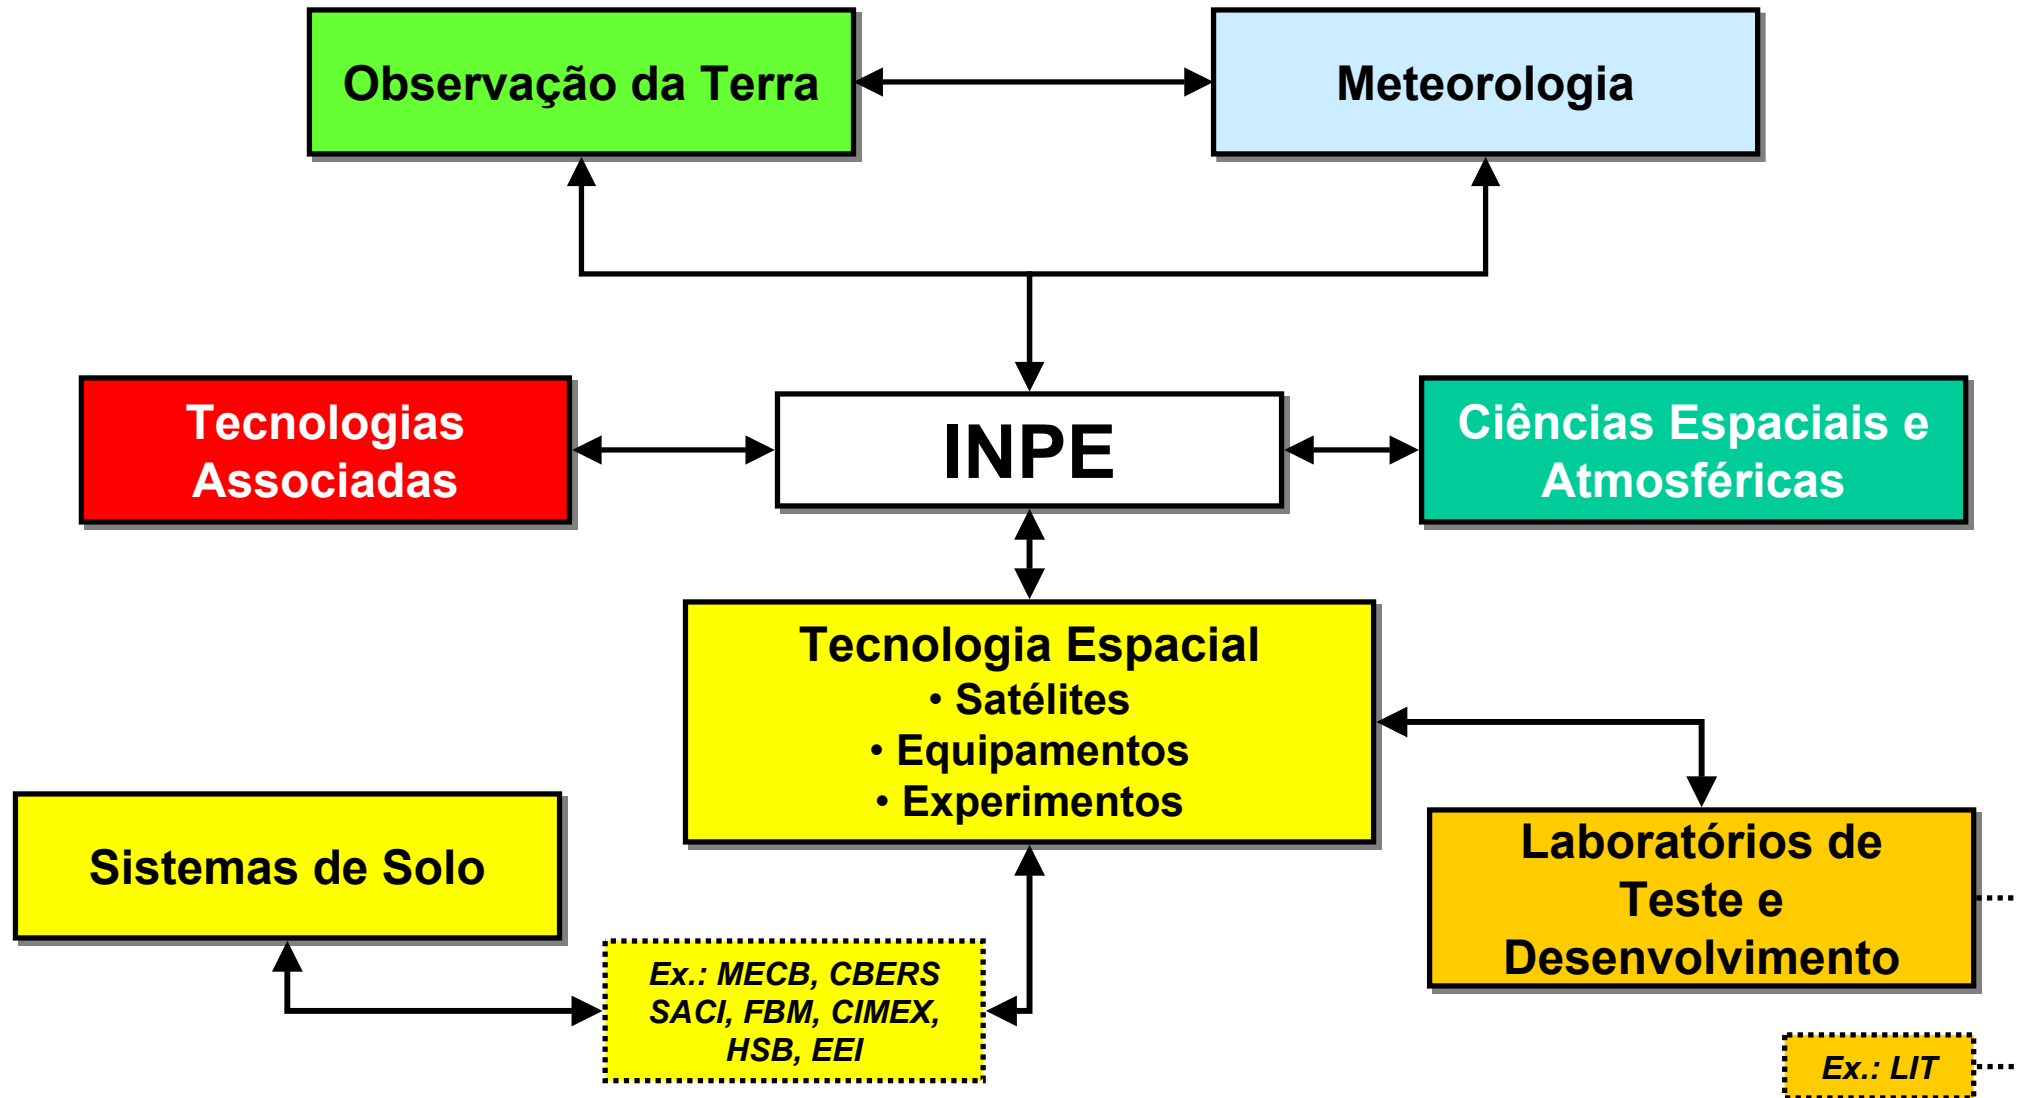 Observação da Terra
Meteorologia
Tecnologias
Associadas
INPE
Ciências Espaciais e
Atmosféricas
Tecnologia Espacial
• Satélites
• Equipamentos
• Experimentos
Sistemas de Solo
Laboratórios de
Teste e
Desenvolvimento
Ex.: MECB, CBERS
SACI, FBM, CIMEX,
HSB, EEI
Ex.: LIT